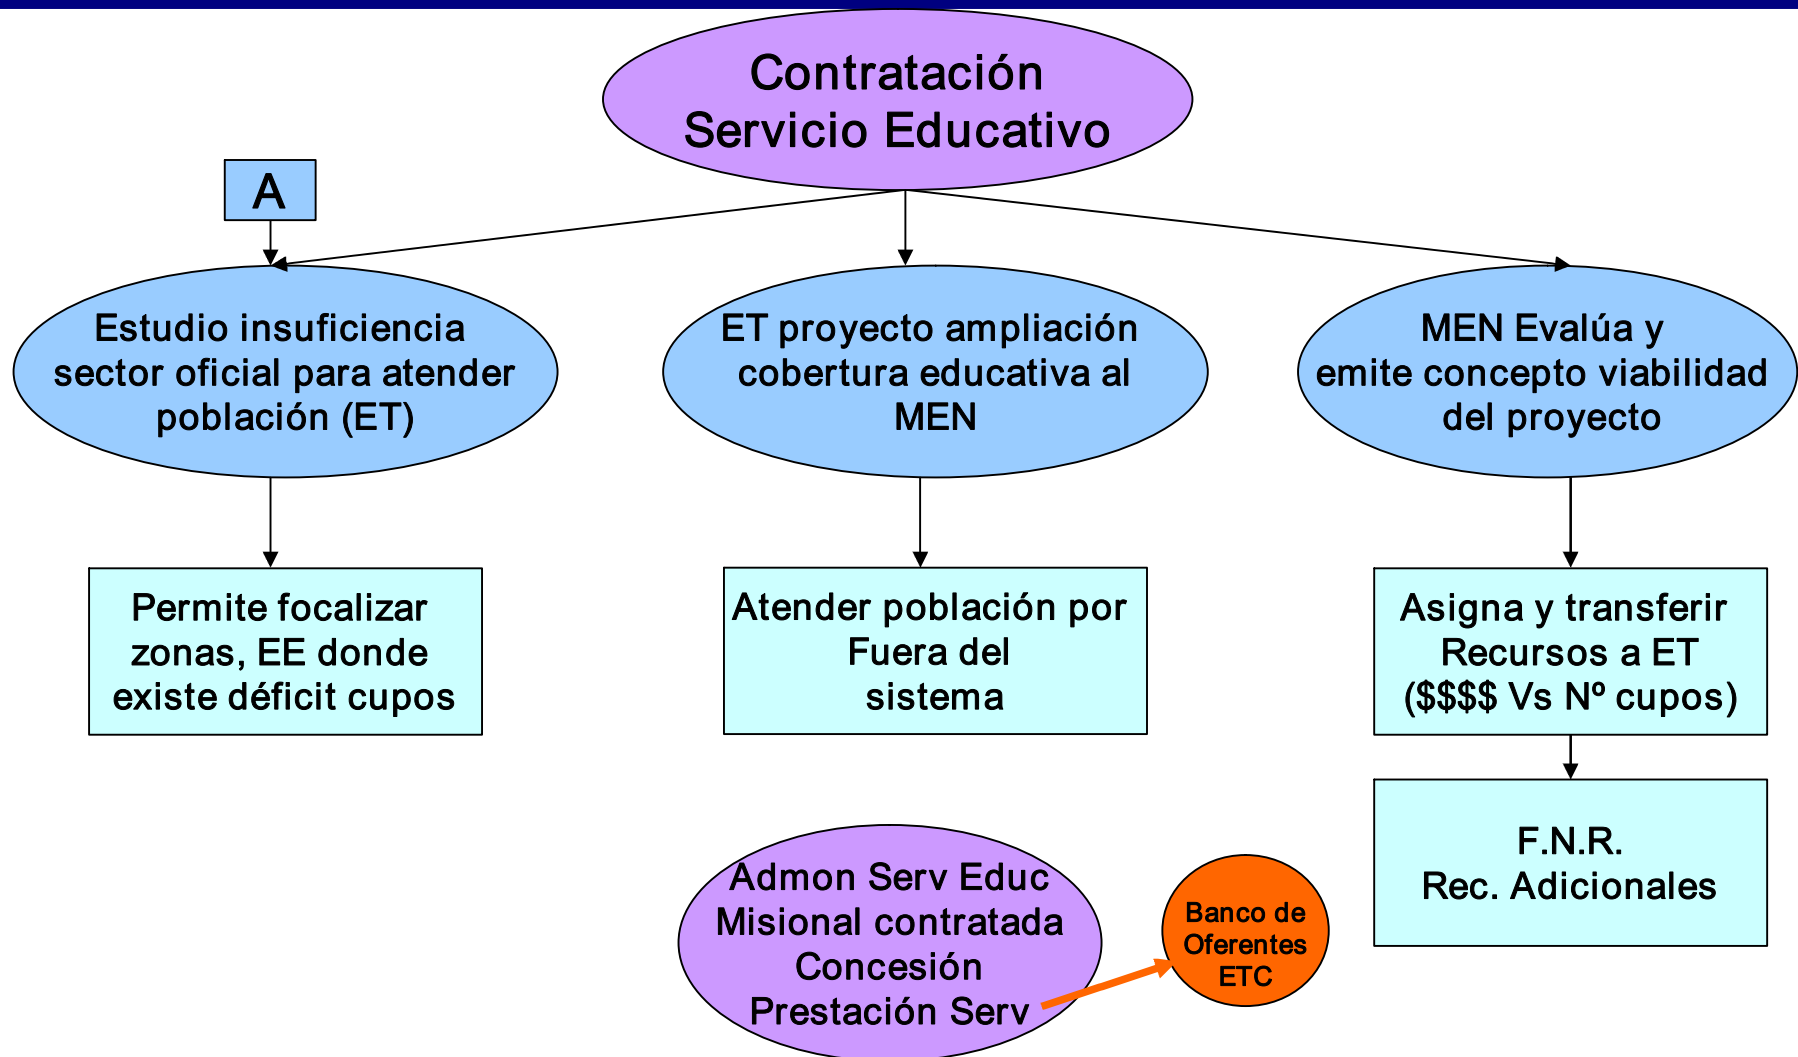 Contratación
Servicio Educativo
A
Estudio insuficiencia
sector oficial para atender
población (ET)
ET proyecto ampliación
cobertura educativa al
MEN
MEN Evalúa y
emite concepto viabilidad
del proyecto
Permite focalizar
zonas, EE donde
existe déficit cupos
Atender población por
Fuera del
sistema
Asigna y transferir
Recursos a ET
($$$$ Vs Nº cupos)
F.N.R.
Rec. Adicionales
Admon Serv Educ
Misional contratada
Concesión
Prestación Serv
Banco de
Oferentes
ETC